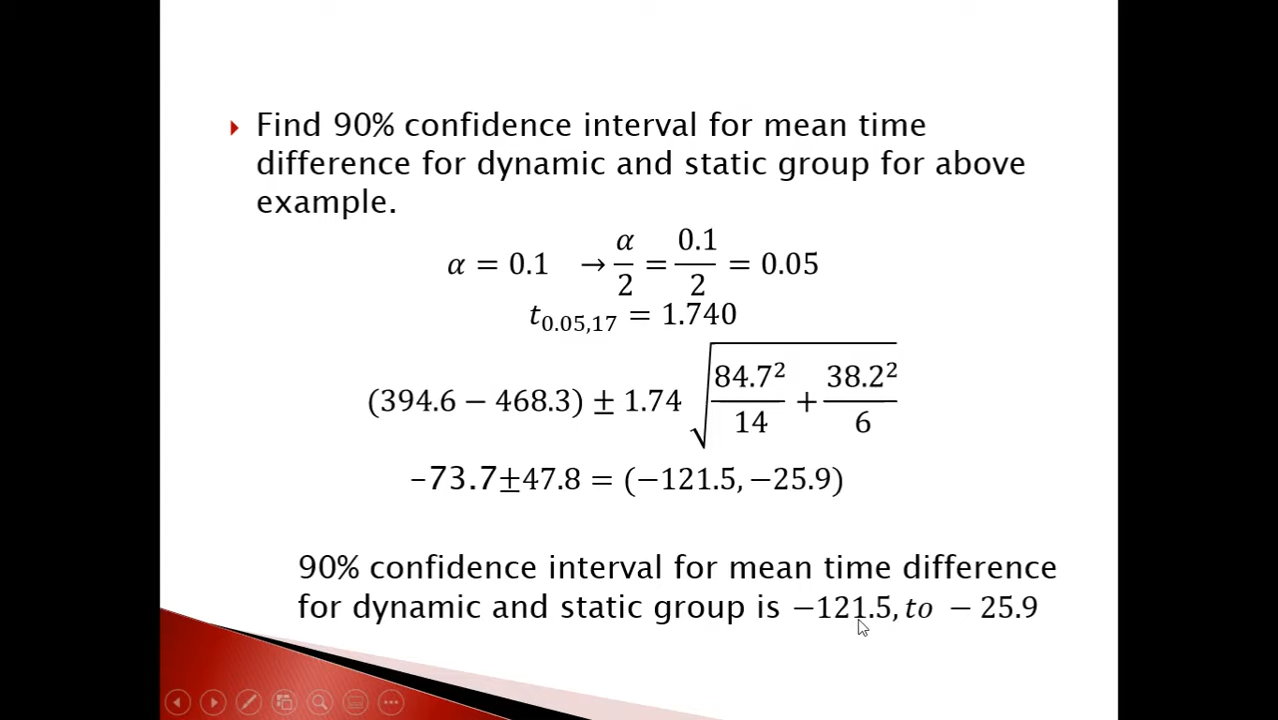 Find 90% confidence interval for mean time
difference for dynamic and static group for above
example.
α = 0.1 → α/2 = 0.1/2 = 0.05
t₀.₀₅,₁₇ = 1.740
(394.6 − 468.3) ± 1.74 √(84.7²/14 + 38.2²/6)
-73.7±47.8 = (−121.5, −25.9)
90% confidence interval for mean time difference
for dynamic and static group is −121.5, to − 25.9